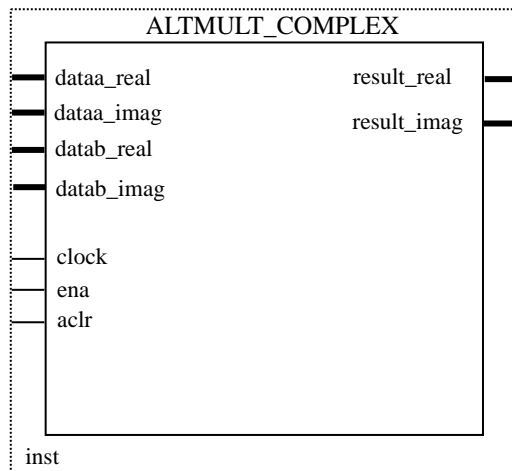 ALTMULT_COMPLEX
dataa_real
result_real
dataa_imag
result_imag
datab_real
datab_imag
clock
ena
aclr
inst